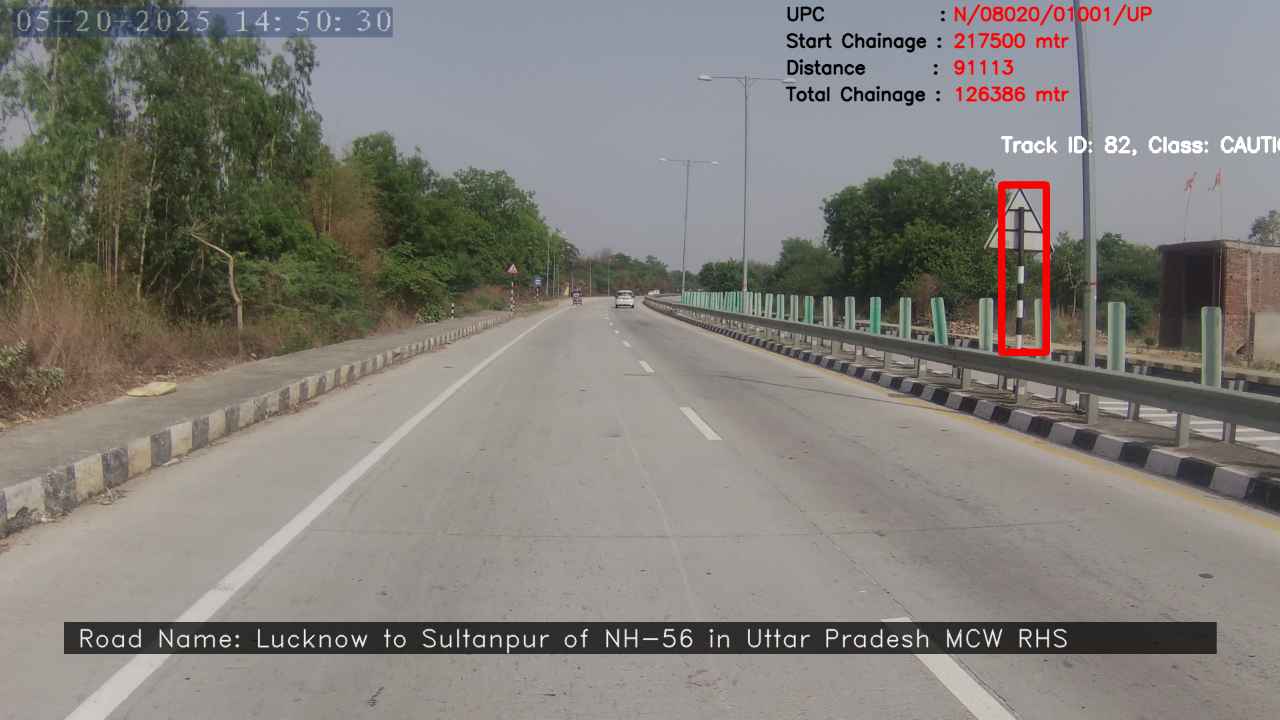 05-20-2025 14:50:30
UPC : N/08020/01001/UP
Start Chainage : 217500 mtr
Distance : 91113
Total Chainage : 126386 mtr
Track ID: 82, Class: CAUTI
Road Name: Lucknow to Sultanpur of NH-56 in Uttar Pradesh MCW RHS